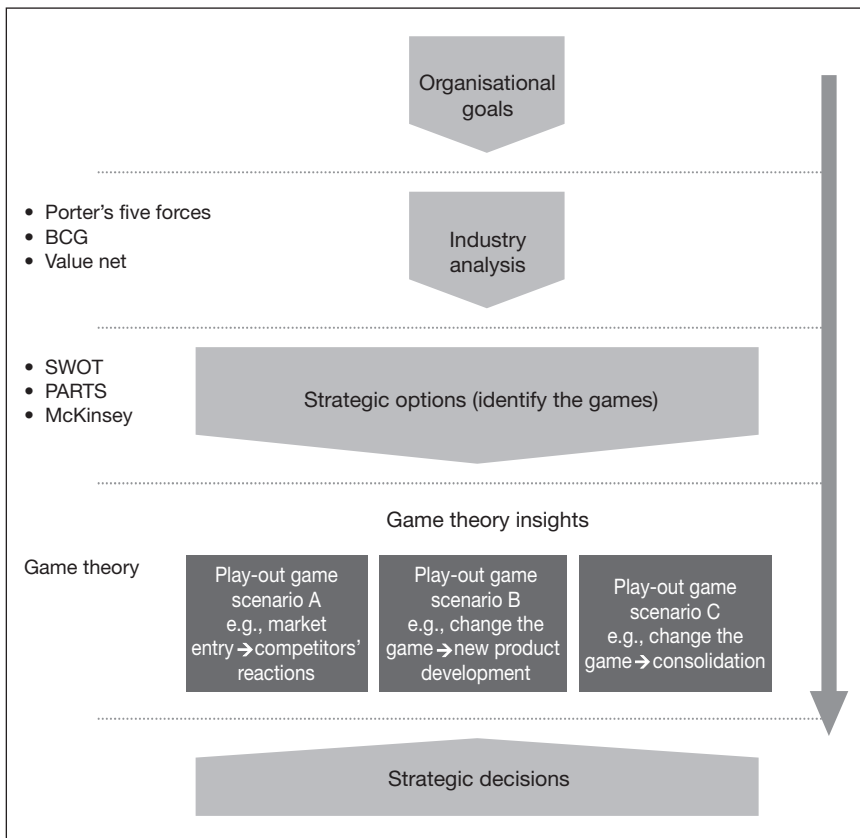 Organisational
goals
• Porter's five forces
• BCG
• Value net
Industry
analysis
• SWOT
• PARTS
• McKinsey
Strategic options (identify the games)
Game theory insights
Game theory
Play-out game
scenario A
e.g., market
entry➔competitors'
reactions
Play-out game
scenario B
e.g., change the
game➔new product
development
Play-out game
scenario C
e.g., change the
game➔consolidation
Strategic decisions